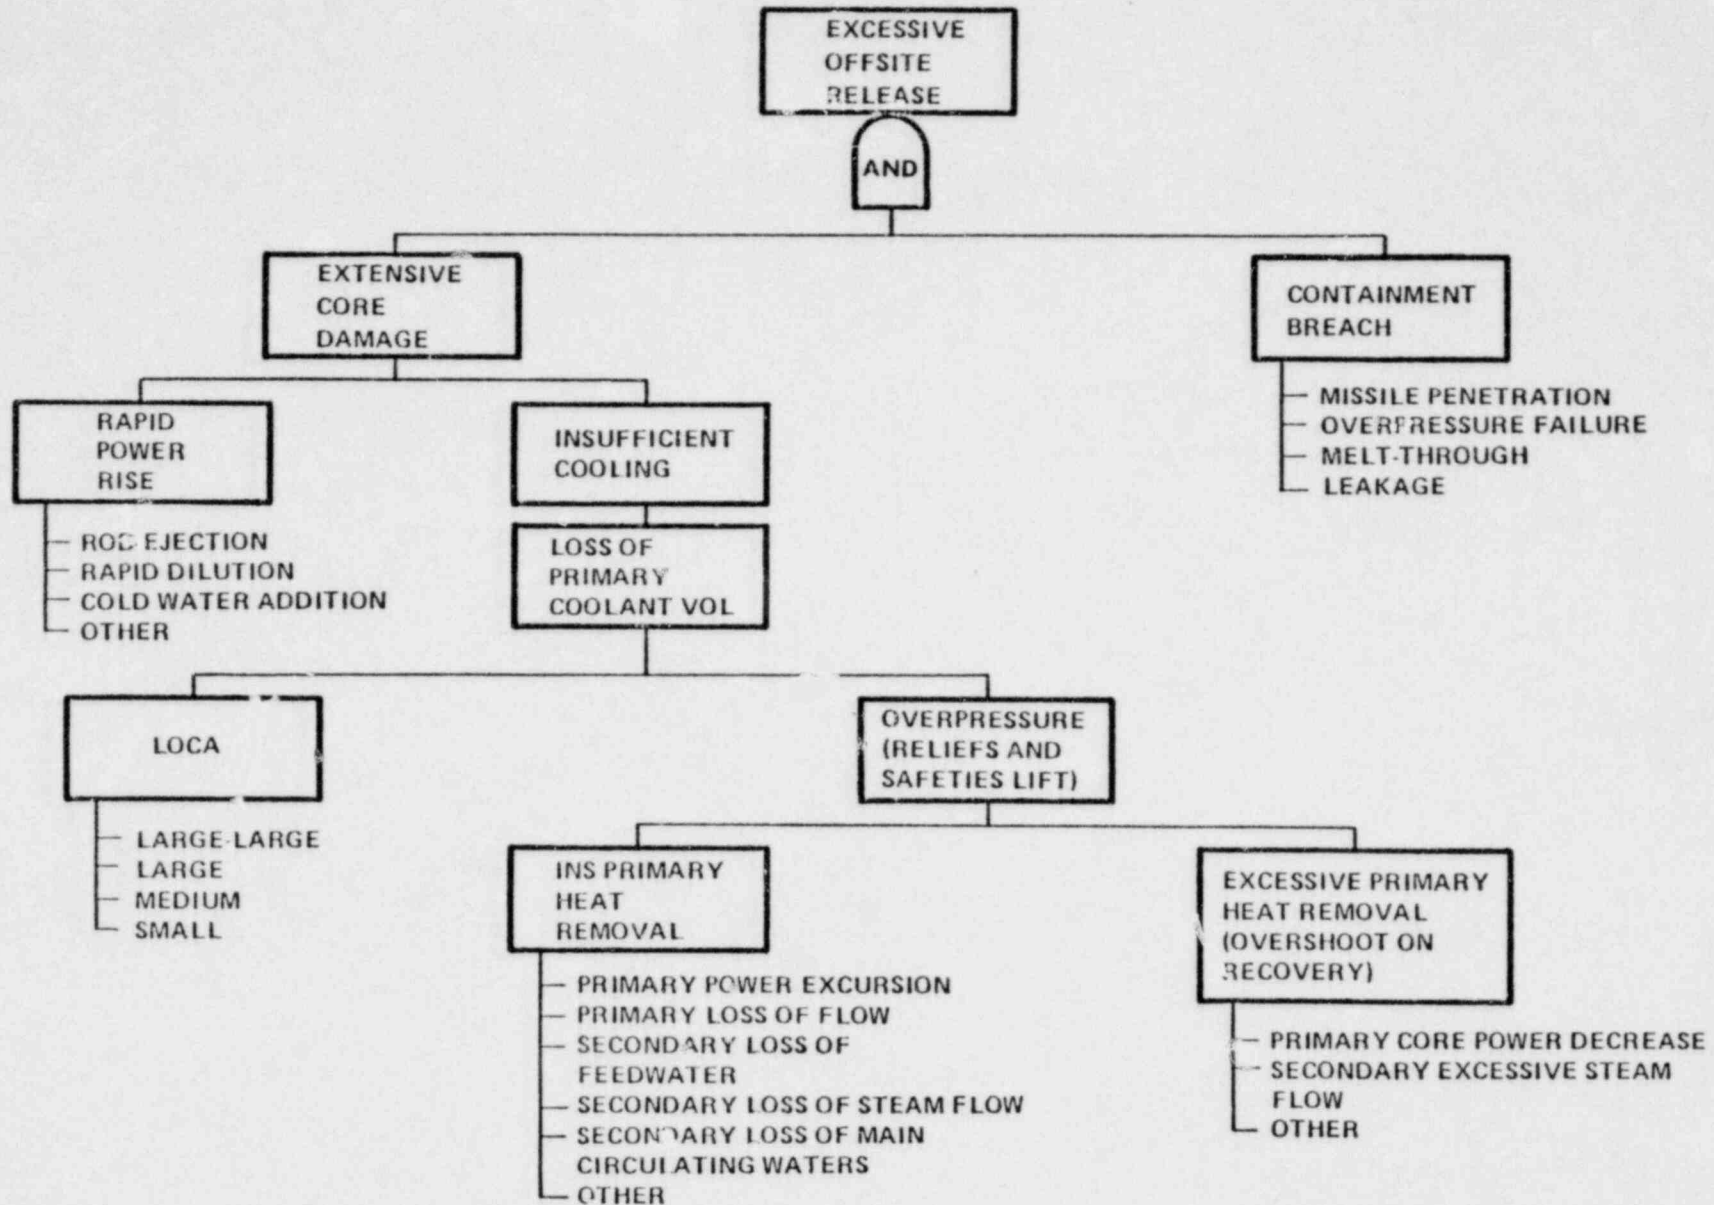 EXCESSIVE
OFFSITE
RELEASE
AND
EXTENSIVE
CORE
DAMAGE
CONTAINMENT
BREACH
MISSILE PENETRATION
OVERPRESSURE FAILURE
MELT-THROUGH
LEAKAGE
RAPID
POWER
RISE
INSUFFICIENT
COOLING
ROD EJECTION
RAPID DILUTION
COLD WATER ADDITION
OTHER
LOSS OF
PRIMARY
COOLANT VOL
LOCA
LARGE-LARGE
LARGE
MEDIUM
SMALL
OVERPRESSURE
(RELIEFS AND
SAFETIES LIFT)
INS PRIMARY
HEAT
REMOVAL
PRIMARY POWER EXCURSION
PRIMARY LOSS OF FLOW
SECONDARY LOSS OF
FEEDWATER
SECONDARY LOSS OF STEAM FLOW
SECONDARY LOSS OF MAIN
CIRCULATING WATERS
OTHER
EXCESSIVE PRIMARY
HEAT REMOVAL
(OVERSHOOT ON
RECOVERY)
PRIMARY CORE POWER DECREASE
SECONDARY EXCESSIVE STEAM
FLOW
OTHER